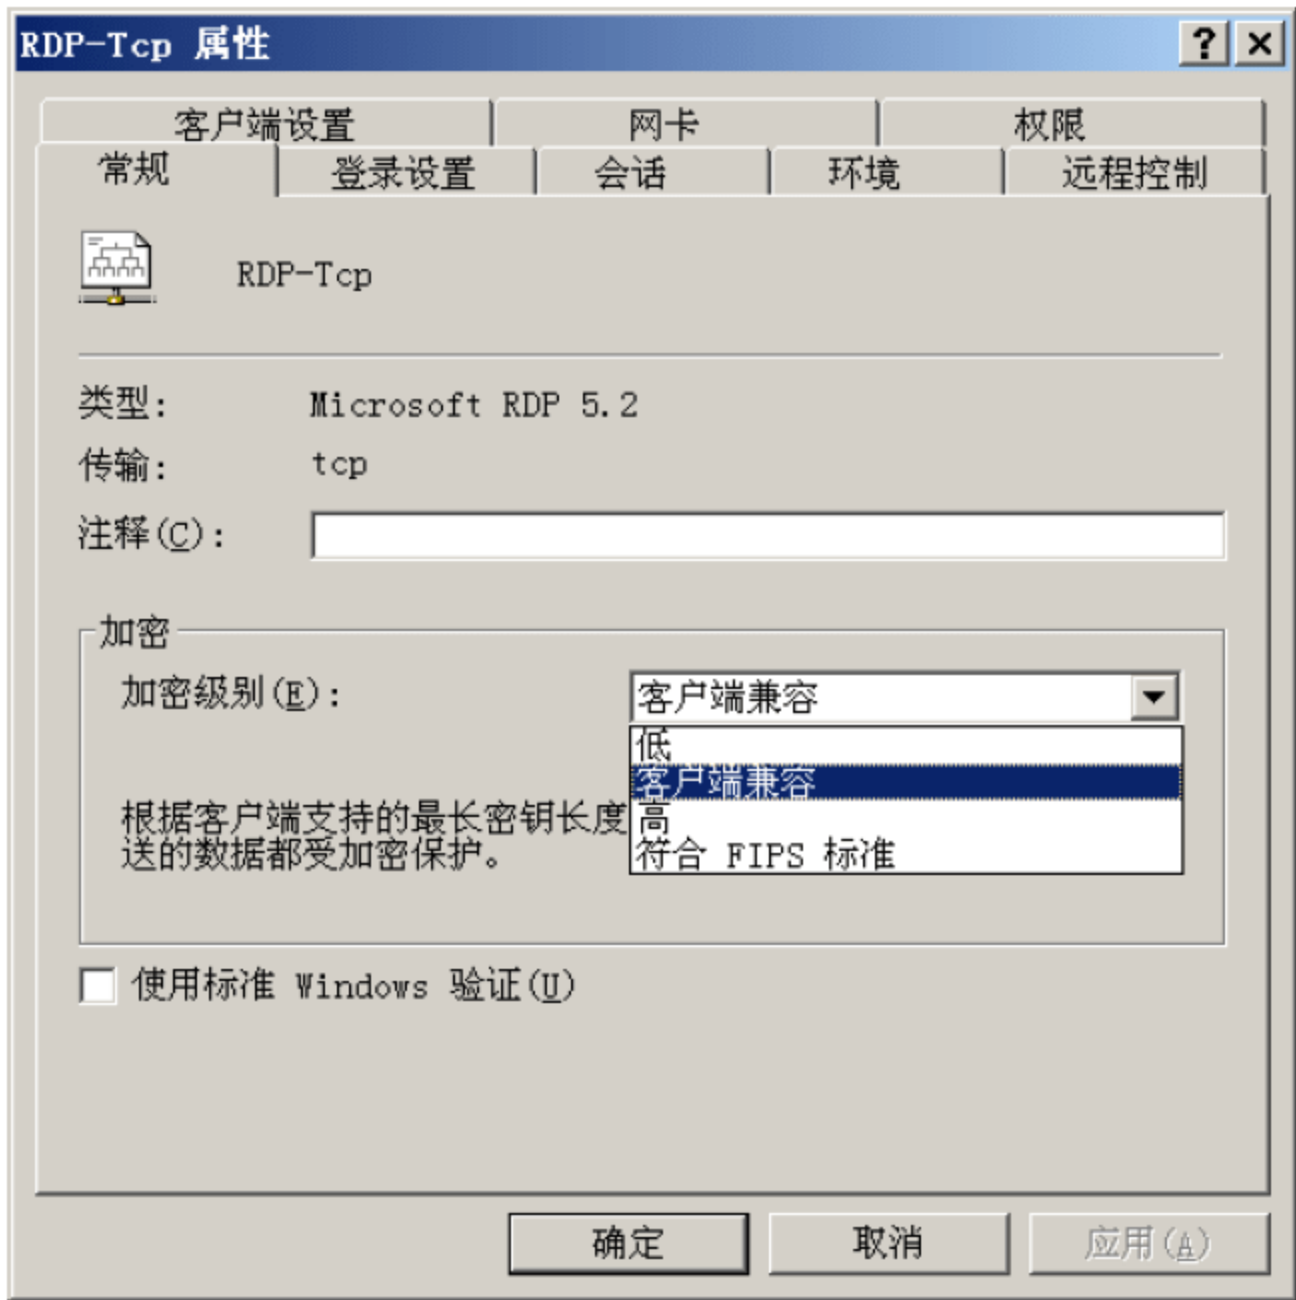 RDP-Tcp 属性
客户端设置 网卡 权限
常规 登录设置 会话 环境 远程控制
RDP-Tcp
类型: Microsoft RDP 5.2
传输: tcp
注释(C):
加密
加密级别(E): 客户端兼容
低
客户端兼容
根据客户端支持的最长密钥长度 高
送的数据都受加密保护。 符合 FIPS 标准
使用标准 Windows 验证(U)
确定 取消 应用(A)